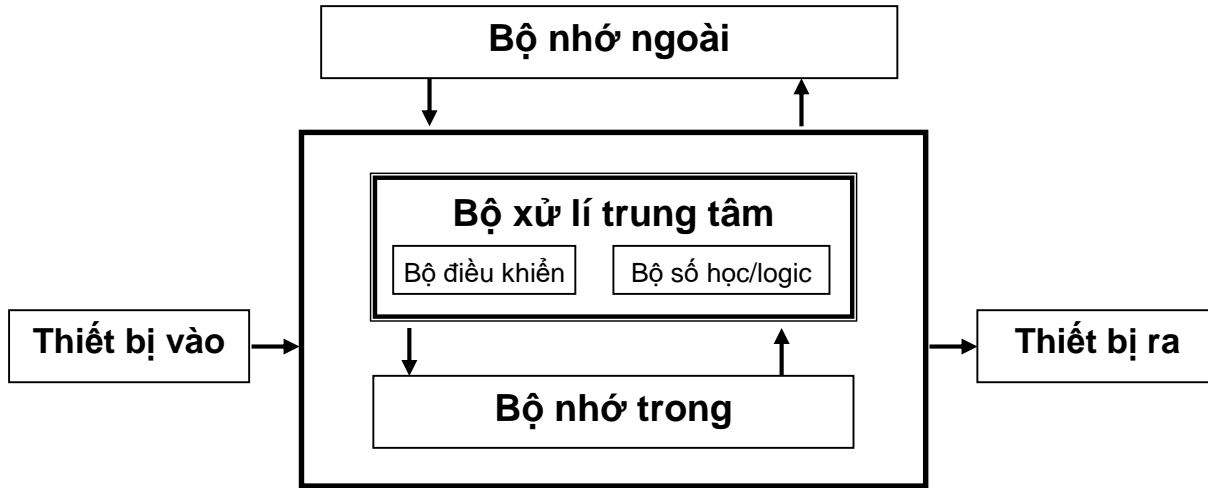 Bộ nhớ ngoài
Bộ xử lí trung tâm
Bộ điều khiển
Bộ số học/logic
Thiết bị vào
Thiết bị ra
Bộ nhớ trong